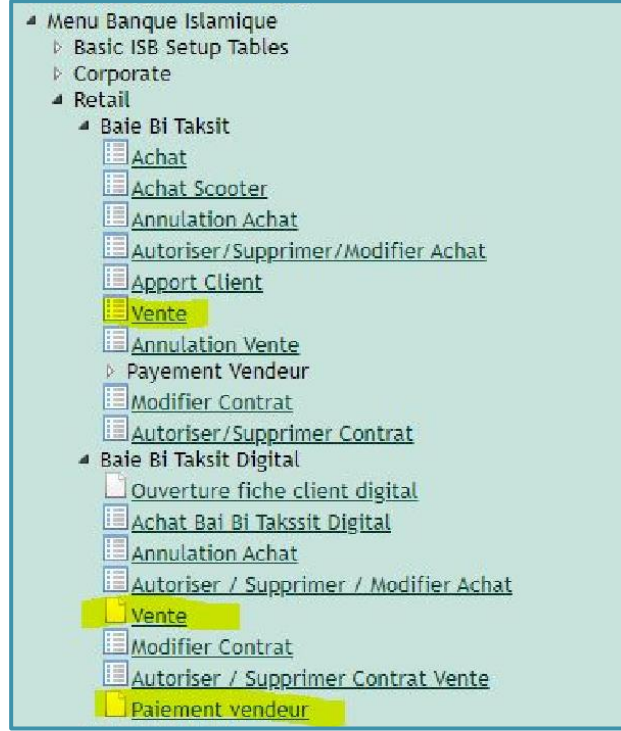 Menu Banque Islamique
Basic ISB Setup Tables
Corporate
Retail
Baie Bi Taksit
Achat
Achat Scooter
Annulation Achat
Autoriser/Supprimer/Modifier Achat
Apport Client
Vente
Annulation Vente
Payement Vendeur
Modifier Contrat
Autoriser/Supprimer Contrat
Baie Bi Taksit Digital
Ouverture fiche client digital
Achat Bai Bi Takssit Digital
Annulation Achat
Autoriser / Supprimer / Modifier Achat
Vente
Modifier Contrat
Autoriser / Supprimer Contrat Vente
Paiement vendeur